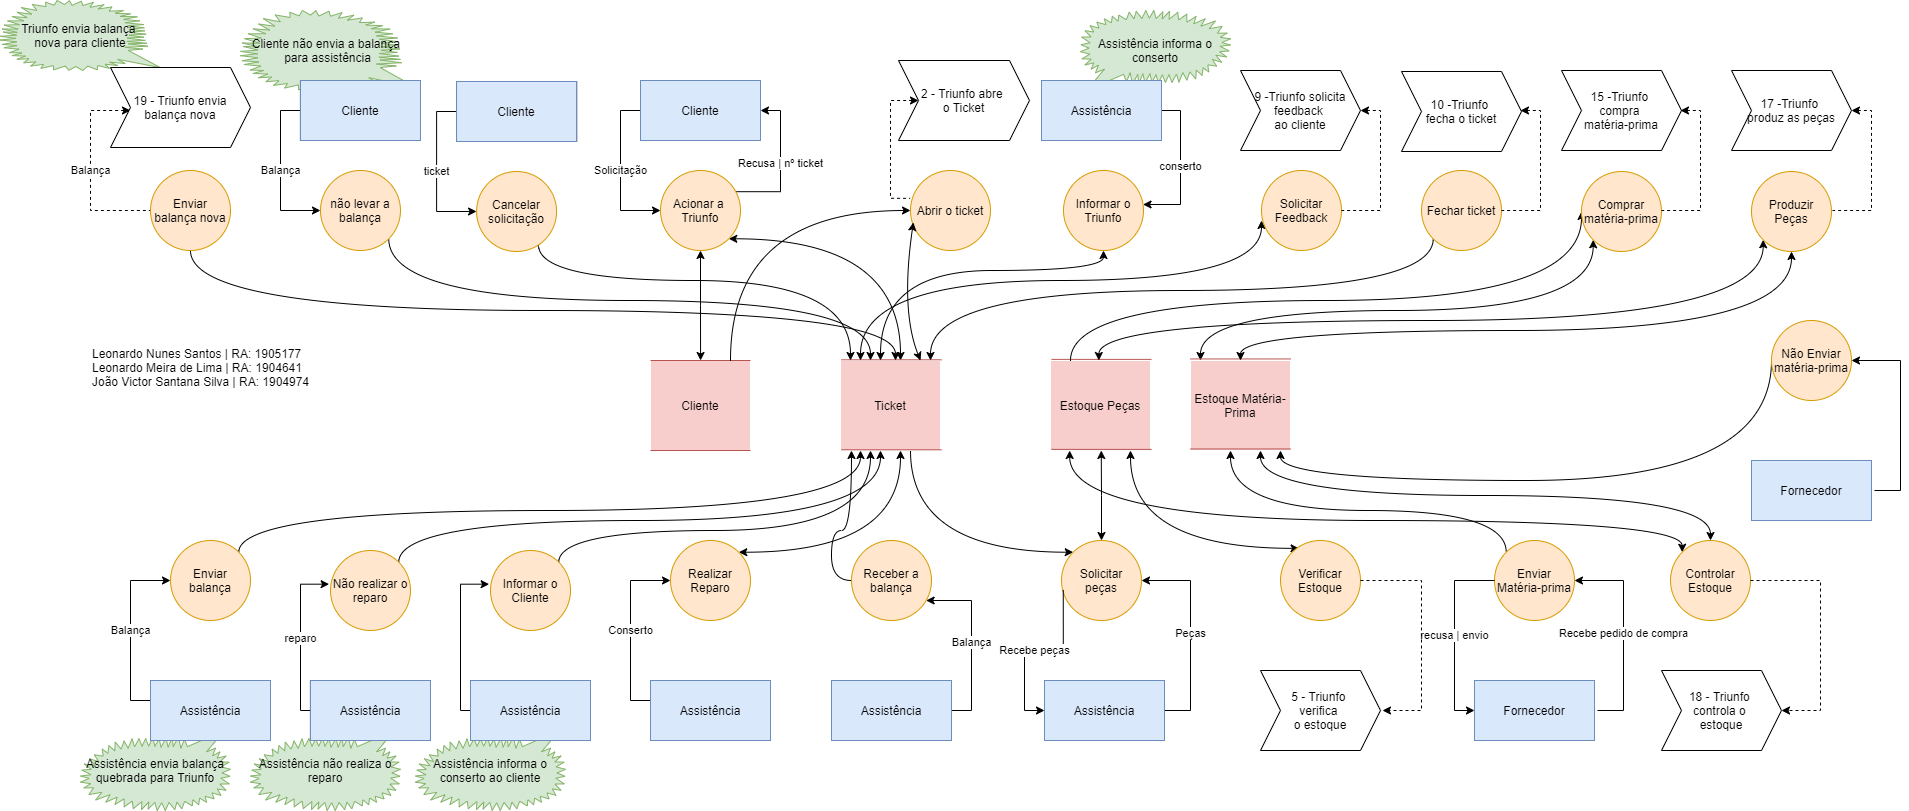 Triunfo envia balança
nova para cliente
Cliente não envia a balança
para assistência
Assistência informa o
conserto
19 - Triunfo envia
balança nova
Cliente
Cliente
Cliente
2 - Triunfo abre
o Ticket
Assistência
9 -Triunfo solicita
feedback
ao cliente
10 -Triunfo
fecha o ticket
15 -Triunfo
compra
matéria-prima
17 -Triunfo
produz as peças
Balança
Balança
ticket
Solicitação
Recusa | nº ticket
conserto
Enviar
balança nova
não levar a
balança
Cancelar
solicitação
Acionar a
Triunfo
Abrir o ticket
Informar o
Triunfo
Solicitar
Feedback
Fechar ticket
Comprar
matéria-prima
Produzir
Peças
Leonardo Nunes Santos | RA: 1905177
Leonardo Meira de Lima | RA: 1904641
João Victor Santana Silva | RA: 1904974
Cliente
Ticket
Estoque Peças
Estoque Matéria-
Prima
Não Enviar
matéria-prima
Fornecedor
Enviar
balança
Não realizar o
reparo
Informar o
Cliente
Realizar
Reparo
Receber a
balança
Solicitar
peças
Verificar
Estoque
Enviar
Matéria-prima
Controlar
Estoque
Balança
reparo
Conserto
Balança
Recebe peças
Peças
recusa | envio
Recebe pedido de compra
Assistência
Assistência
Assistência
Assistência
Assistência
Assistência
5 - Triunfo
verifica
o estoque
Fornecedor
18 - Triunfo
controla o
estoque
Assistência envia balança
quebrada para Triunfo
Assistência não realiza o
reparo
Assistência informa o
conserto ao cliente